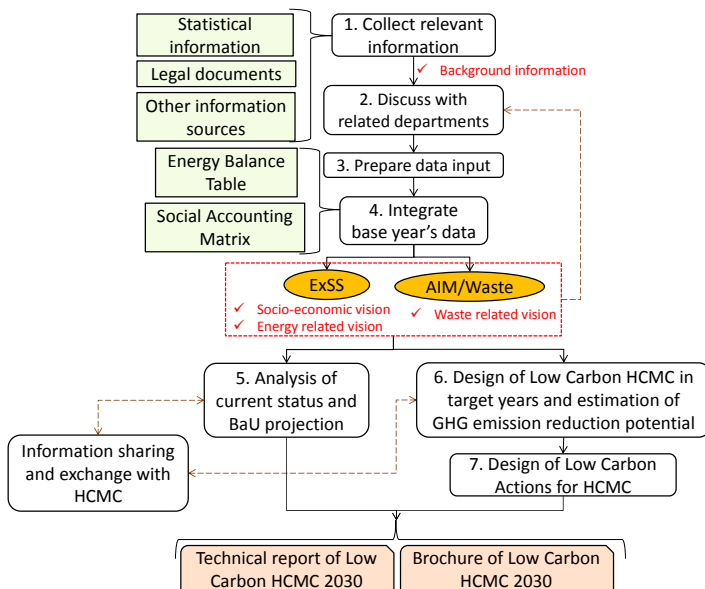 Statistical
information
Legal documents
Other information
sources
1. Collect relevant
information
✓ Background information
2. Discuss with
related departments
3. Prepare data input
Energy Balance
Table
Social Accounting
Matrix
4. Integrate
base year's data
ExSS
AIM/Waste
✓ Socio-economic vision
✓ Energy related vision
✓ Waste related vision
5. Analysis of
current status and
BaU projection
6. Design of Low Carbon HCMC in
target years and estimation of
GHG emission reduction potential
Information sharing
and exchange with
HCMC
7. Design of Low Carbon
Actions for HCMC
Technical report of Low
Carbon HCMC 2030
Brochure of Low Carbon
HCMC 2030